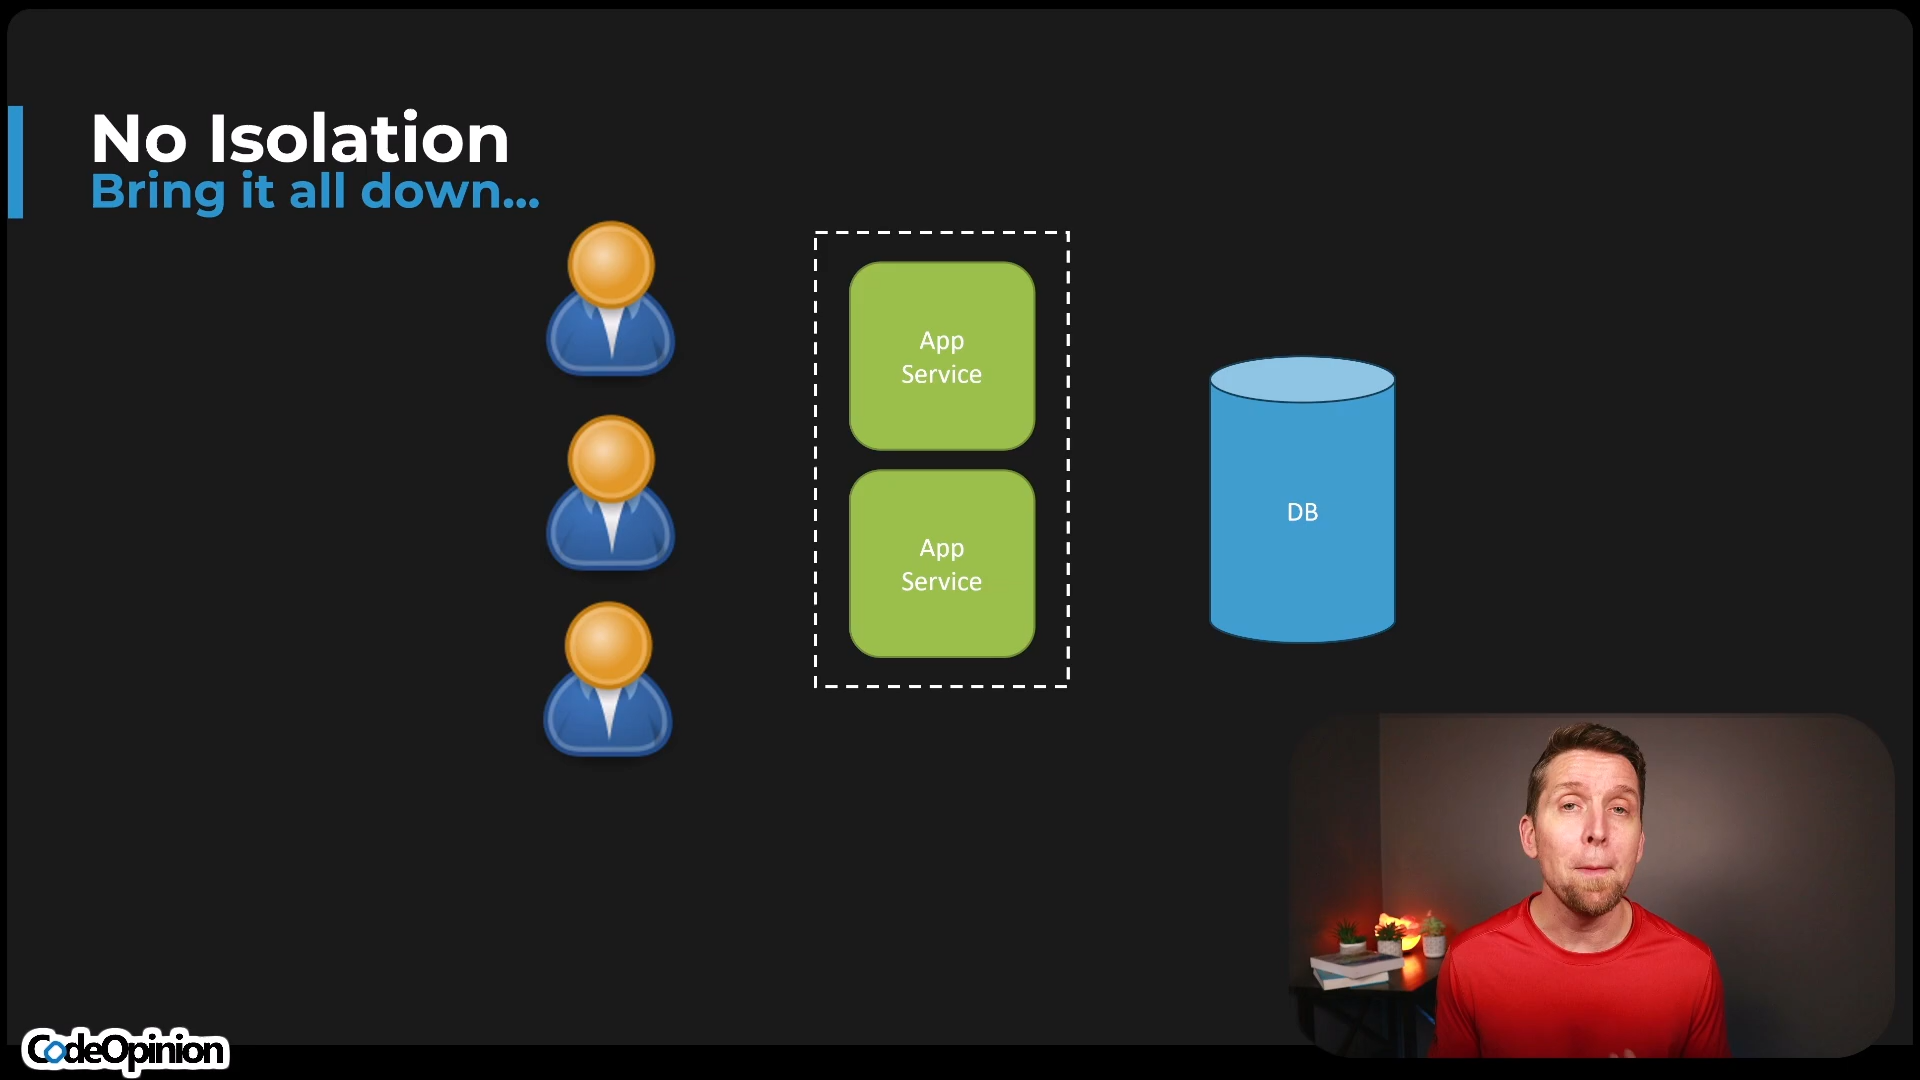 No Isolation
Bring it all down...
App
Service
App
Service
DB
CodeOpinion